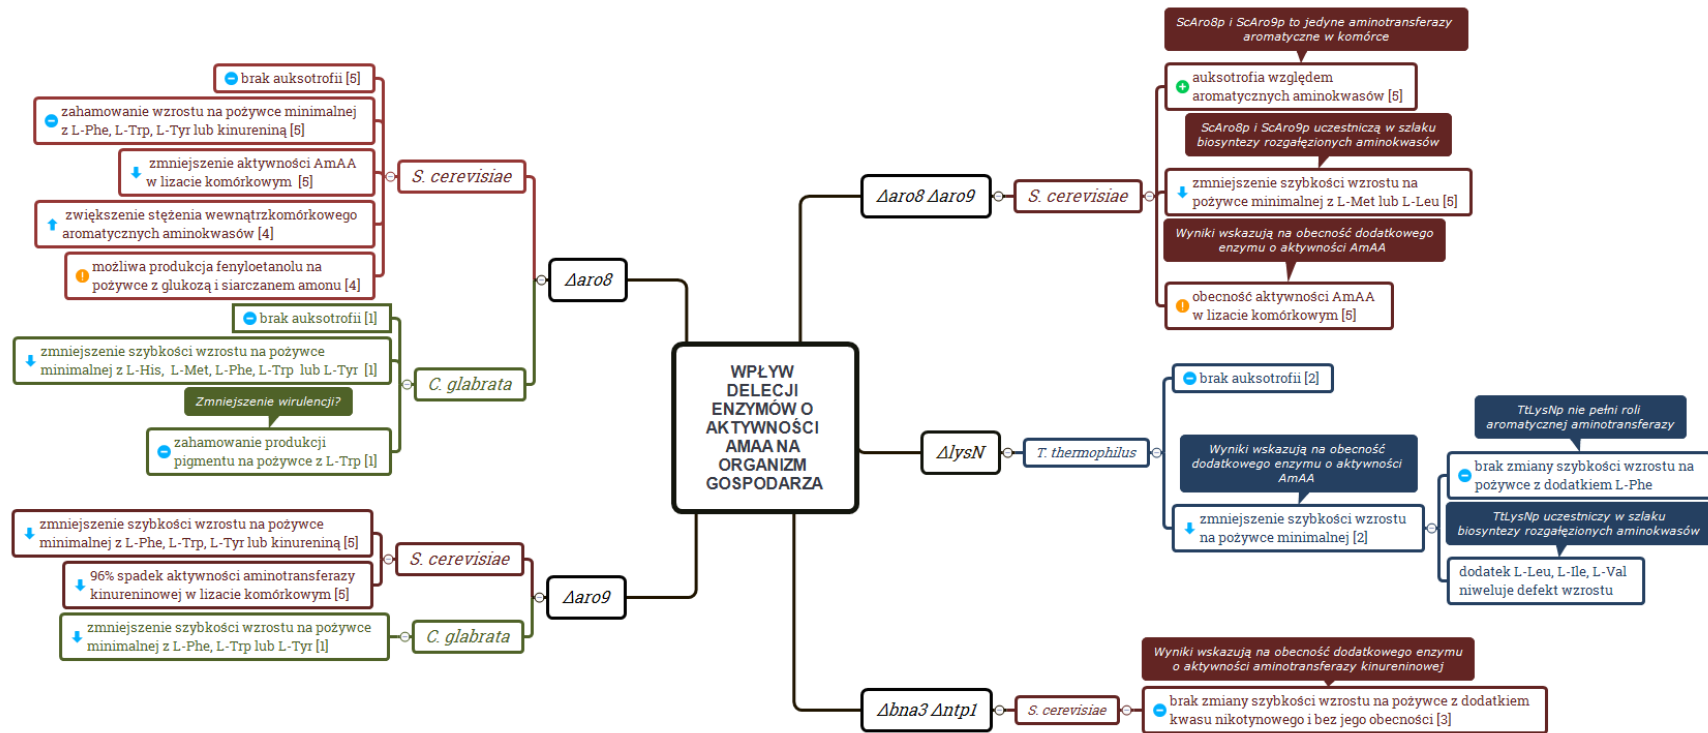 WPŁYW
DELECJI
ENZYMÓW O
AKTYWNOŚCI
AMAA NA
ORGANIZM
GOSPODARZA
Δaro8
S. cerevisiae
brak auksotrofii [5]
zahamowanie wzrostu na pożywce minimalnej
z L-Phe, L-Trp, L-Tyr lub kinureniną [5]
zmniejszenie aktywności AmAA
w lizacie komórkowym [5]
zwiększenie stężenia wewnątrzkomórkowego
aromatycznych aminokwasów [4]
możliwa produkcja fenyloetanolu na
pożywce z glukozą i siarczanem amonu [4]
C. glabrata
brak auksotrofii [1]
zmniejszenie szybkości wzrostu na pożywce
minimalnej z L-His, L-Met, L-Phe, L-Trp lub L-Tyr [1]
Zmniejszenie wirulencji?
zahamowanie produkcji
pigmentu na pożywce z L-Trp [1]
Δaro9
S. cerevisiae
zmniejszenie szybkości wzrostu na pożywce
minimalnej z L-Phe, L-Trp, L-Tyr lub kinureniną [5]
96% spadek aktywności aminotransferazy
kinureninowej w lizacie komórkowym [5]
C. glabrata
zmniejszenie szybkości wzrostu na pożywce
minimalnej z L-Phe, L-Trp lub L-Tyr [1]
Δaro8 Δaro9
S. cerevisiae
ScAro8p i ScAro9p to jedyne aminotransferazy
aromatyczne w komórce
auksotrofia względem
aromatycznych aminokwasów [5]
ScAro8p i ScAro9p uczestniczą w szlaku
biosyntezy rozgałęzionych aminokwasów
zmniejszenie szybkości wzrostu na
pożywce minimalnej z L-Met lub L-Leu [5]
Wyniki wskazują na obecność dodatkowego
enzymu o aktywności AmAA
obecność aktywności AmAA
w lizacie komórkowym [5]
ΔlysN
T. thermophilus
brak auksotrofii [2]
Wyniki wskazują na obecność
dodatkowego enzymu o aktywności
AmAA
zmniejszenie szybkości wzrostu
na pożywce minimalnej [2]
TtLysNp nie pełni roli
aromatycznej aminotransferazy
brak zmiany szybkości wzrostu na
pożywce z dodatkiem L-Phe
TtLysNp uczestniczy w szlaku
biosyntezy rozgałęzionych aminokwasów
dodatek L-Leu, L-Ile, L-Val
niweluje defekt wzrostu
Δbna3 Δntp1
S. cerevisiae
Wyniki wskazują na obecność dodatkowego enzymu
o aktywności aminotransferazy kinureninowej
brak zmiany szybkości wzrostu na pożywce z dodatkiem
kwasu nikotynowego i bez jego obecności [3]